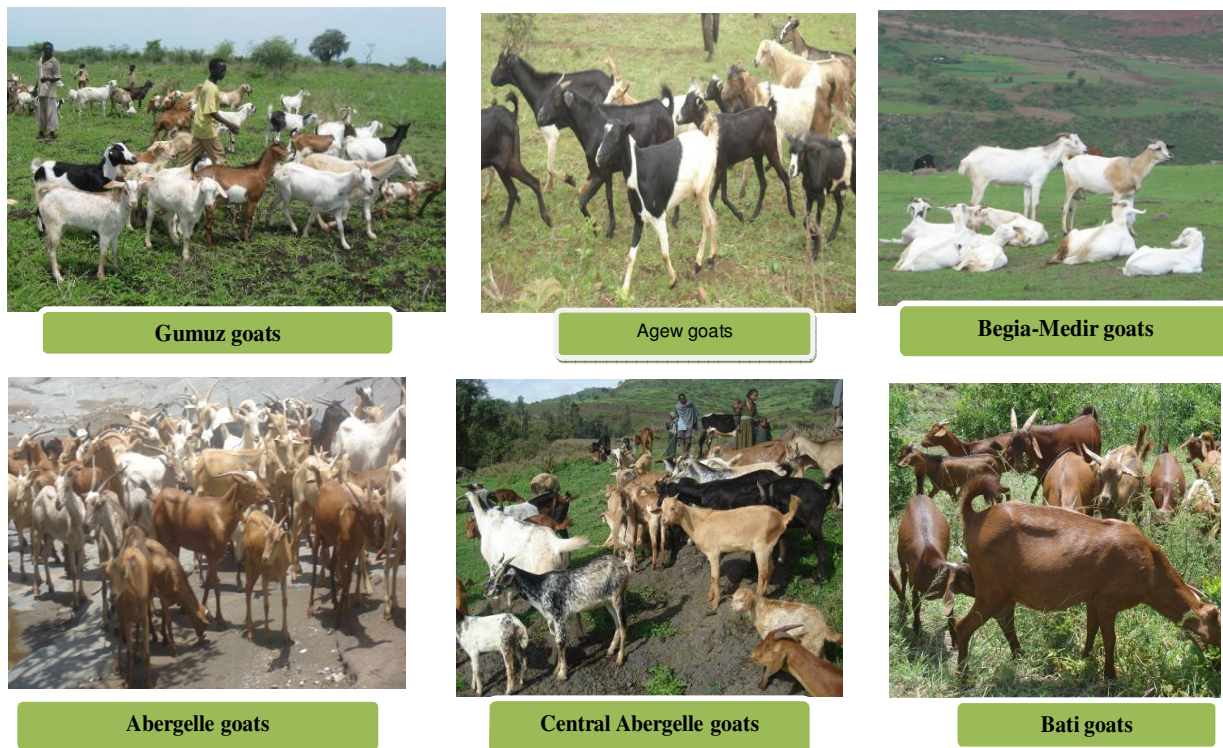 Gumuz goats
Agew goats
Begia-Medir goats
Abergelle goats
Central Abergelle goats
Bati goats